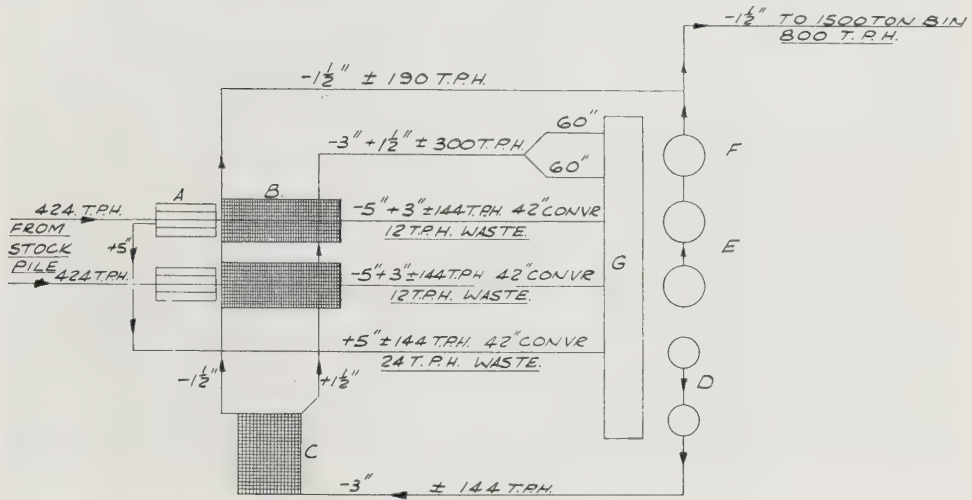 -1½" TO 1500 TON BIN
800 T.P.H.
-1½" ± 190 T.P.H.
60"
-3" + 1½" ± 300 T.P.H.
60"
F
A
B.
424. T.P.H.
FROM
STOCK
PILE
+5"
424 T.P.H.
-5" + 3" ± 144 T.P.H. 42" CONVR
12 T.P.H. WASTE.
E
G
-5" + 3" ± 144 T.P.H. 42" CONVR
12 T.P.H. WASTE.
+5" ± 144 T.P.H. 42" CONVR
24 T.P.H. WASTE.
-1½"
+1½"
D
C
-3" ± 144 T.P.H.